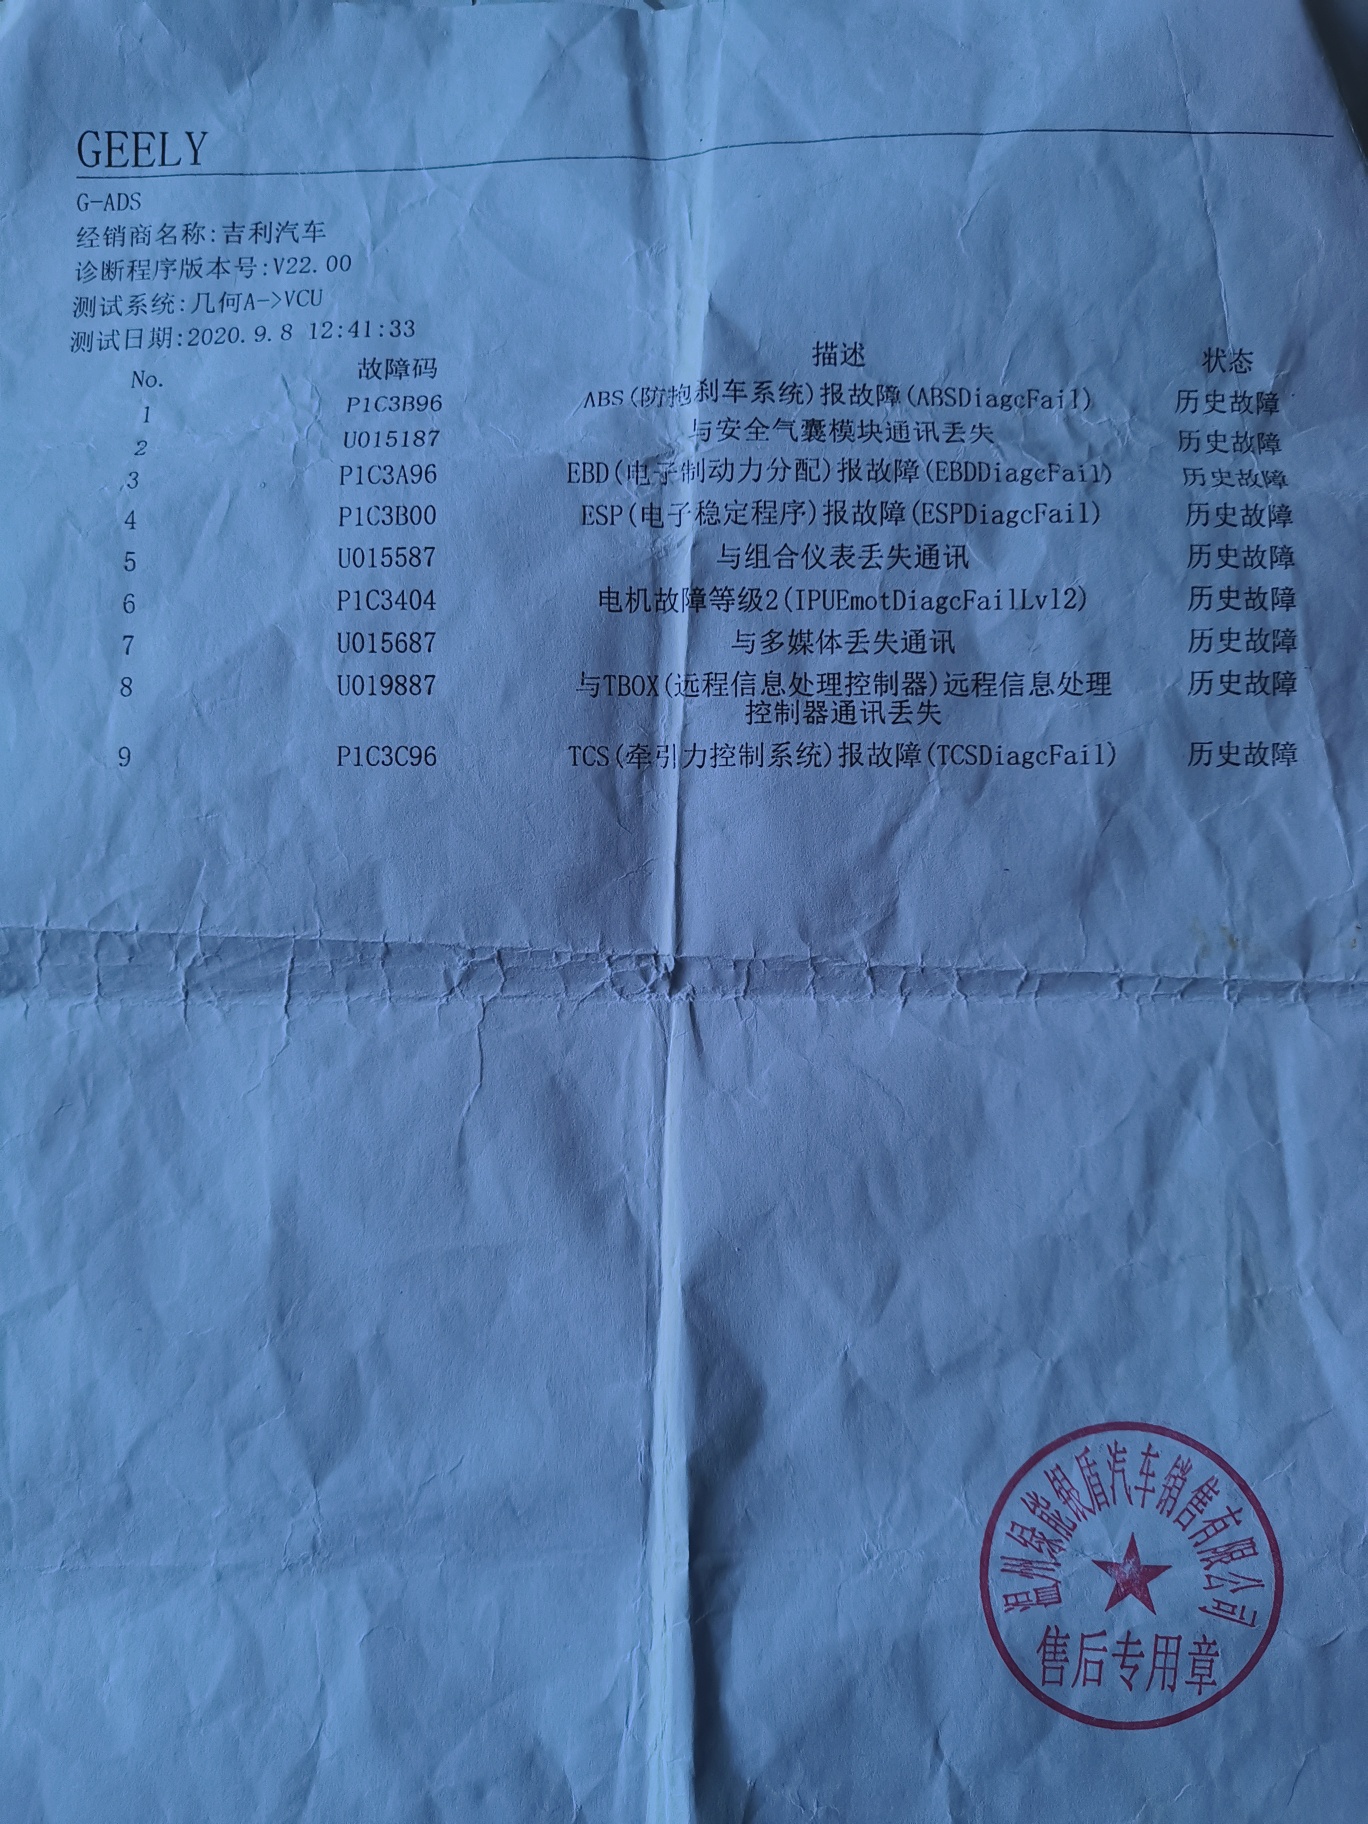 GEELY
G-ADS
经销商名称:吉利汽车
诊断程序版本号:V22.00
测试系统:几何A->VCU
测试日期:2020.9.8 12:41:33
No. 故障码 描述 状态
1 P1C3B96 ABS(防抱刹车系统)报故障(ABSDiagcFail) 历史故障
2 U015187 与安全气囊模块通讯丢失 历史故障
3 P1C3A96 EBD(电子制动力分配)报故障(EBDDiagcFail) 历史故障
4 P1C3B00 ESP(电子稳定程序)报故障(ESPDiagcFail) 历史故障
5 U015587 与组合仪表丢失通讯 历史故障
6 P1C3404 电机故障等级2(IPUEmotDiagcFailLvl2) 历史故障
7 U015687 与多媒体丢失通讯 历史故障
8 U019887 与TBOX(远程信息处理控制器)远程信息处理 历史故障
控制器通讯丢失
9 P1C3C96 TCS(牵引力控制系统)报故障(TCSDiagcFail) 历史故障
温州绿能银盾汽车销售有限公司
售后专用章